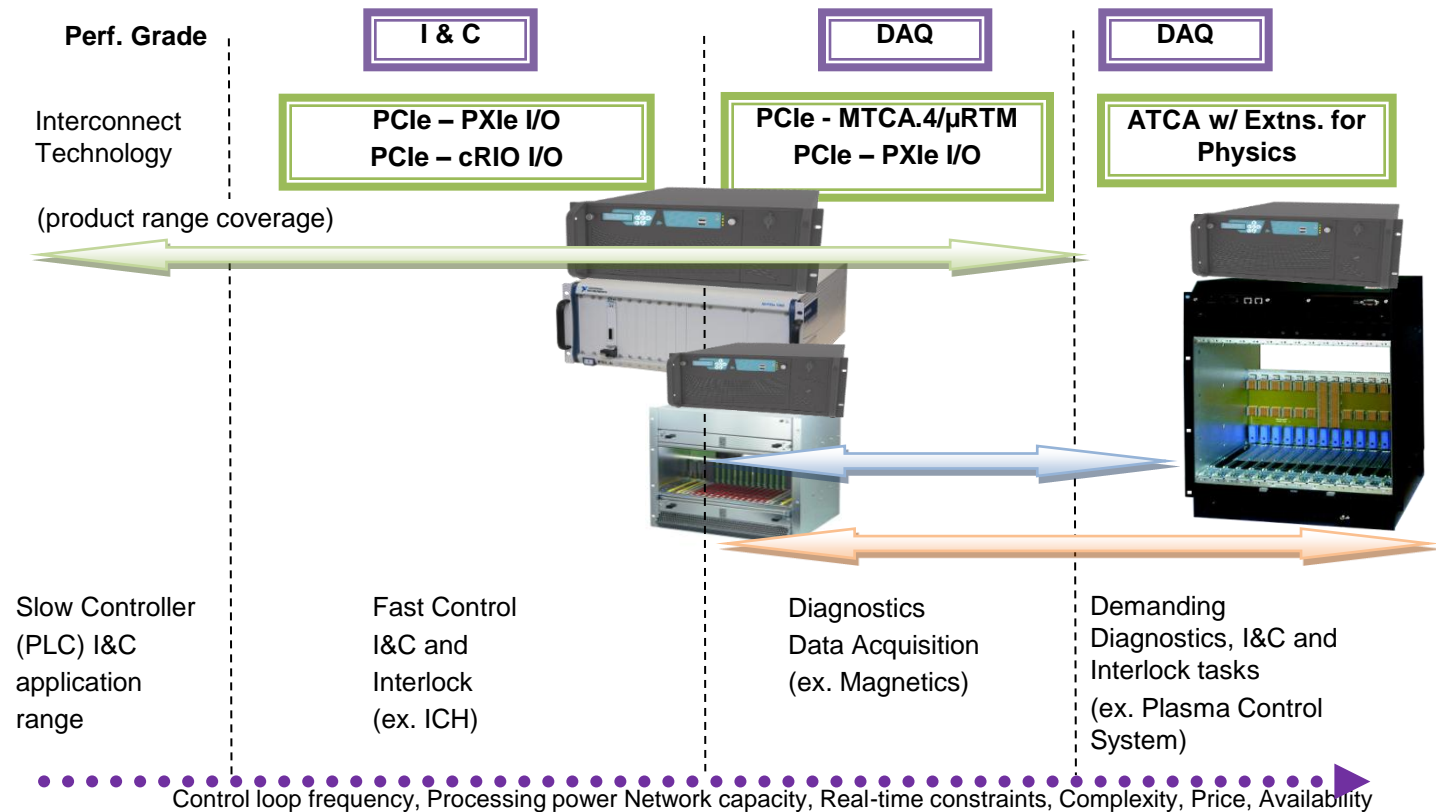 Perf. Grade
I & C
DAQ
DAQ
Interconnect
Technology
PCIe – PXIe I/O
PCIe – cRIO I/O
PCIe - MTCA.4/µRTM
PCIe – PXIe I/O
ATCA w/ Extns. for
Physics
(product range coverage)
Slow Controller
(PLC) I&C
application
range
Fast Control
I&C and
Interlock
(ex. ICH)
Diagnostics
Data Acquisition
(ex. Magnetics)
Demanding
Diagnostics, I&C and
Interlock tasks
(ex. Plasma Control
System)
Control loop frequency, Processing power Network capacity, Real-time constraints, Complexity, Price, Availability